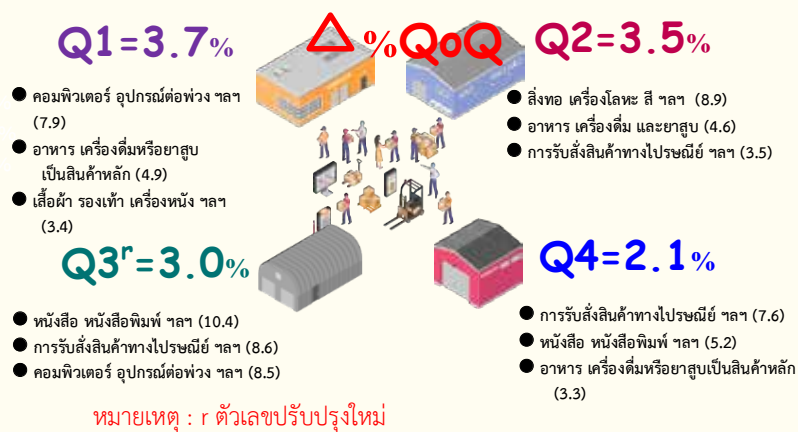 Q1=3.7%
△ %QoQ
Q2=3.5%
● คอมพิวเตอร์ อุปกรณ์ต่อพ่วง ฯลฯ
(7.9)
● อาหาร เครื่องดื่มหรือยาสูบ
เป็นสินค้าหลัก (4.9)
● เสื้อผ้า รองเท้า เครื่องหนัง ฯลฯ
(3.4)
● สิ่งทอ เครื่องโลหะ สี ฯลฯ (8.9)
● อาหาร เครื่องดื่ม และยาสูบ (4.6)
● การรับสั่งสินค้าทางไปรษณีย์ ฯลฯ (3.5)
Q3r=3.0%
● หนังสือ หนังสือพิมพ์ ฯลฯ (10.4)
● การรับสั่งสินค้าทางไปรษณีย์ ฯลฯ (8.6)
● คอมพิวเตอร์ อุปกรณ์ต่อพ่วง ฯลฯ (8.5)
Q4=2.1%
● การรับสั่งสินค้าทางไปรษณีย์ ฯลฯ (7.6)
● หนังสือ หนังสือพิมพ์ ฯลฯ (5.2)
● อาหาร เครื่องดื่มหรือยาสูบเป็นสินค้าหลัก
(3.3)
หมายเหตุ : r ตัวเลขปรับปรุงใหม่